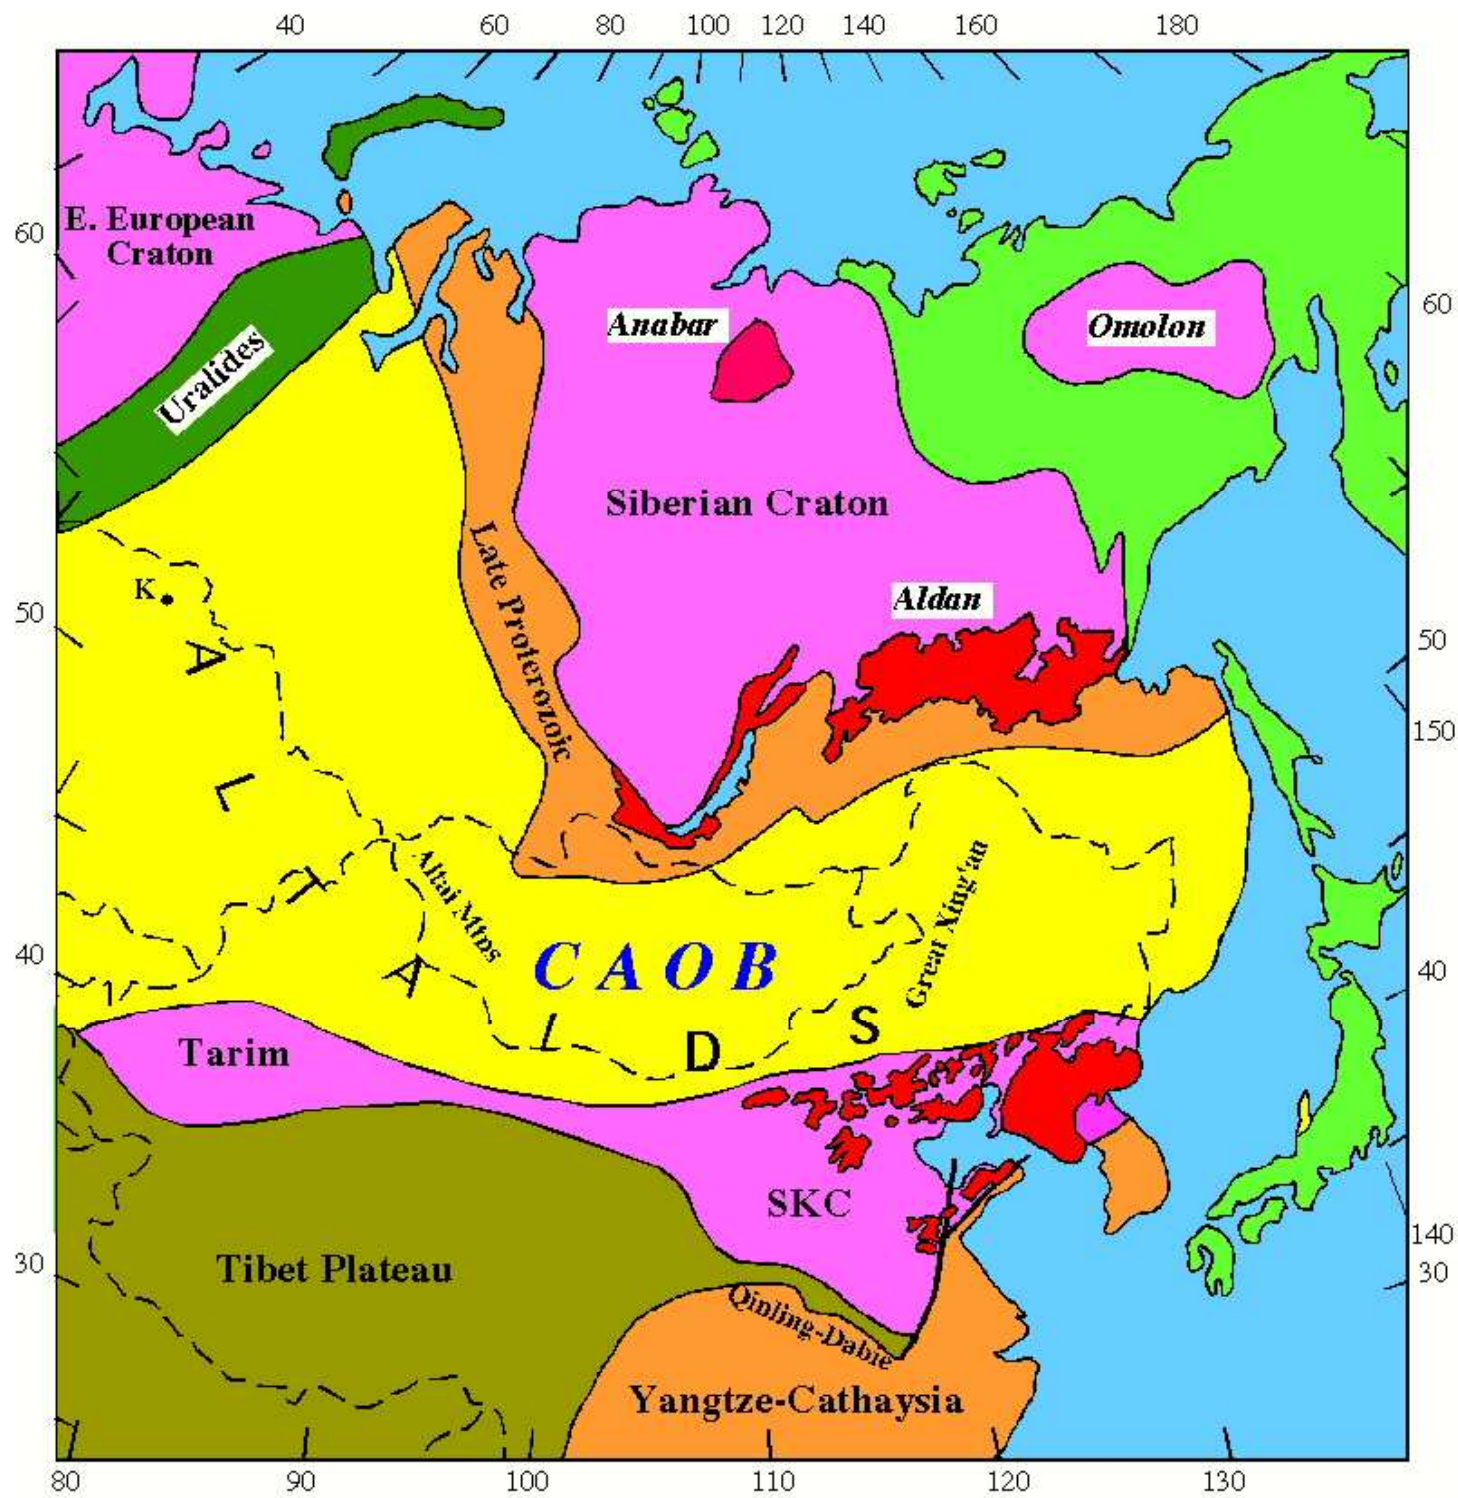 40 60 80 100 120 140 160 180
E. European
Craton
60
60
Anabar
Omolon
Uralides
Siberian Craton
Late Proterozoic
K
Aldan
50
50
150
ALTAIDS
Altai Mtns
Great Xing'an
CAOB
40
40
Tarim
SKC
140
30
30
Tibet Plateau
Qinling-Dabie
Yangtze-Cathaysia
80 90 100 110 120 130